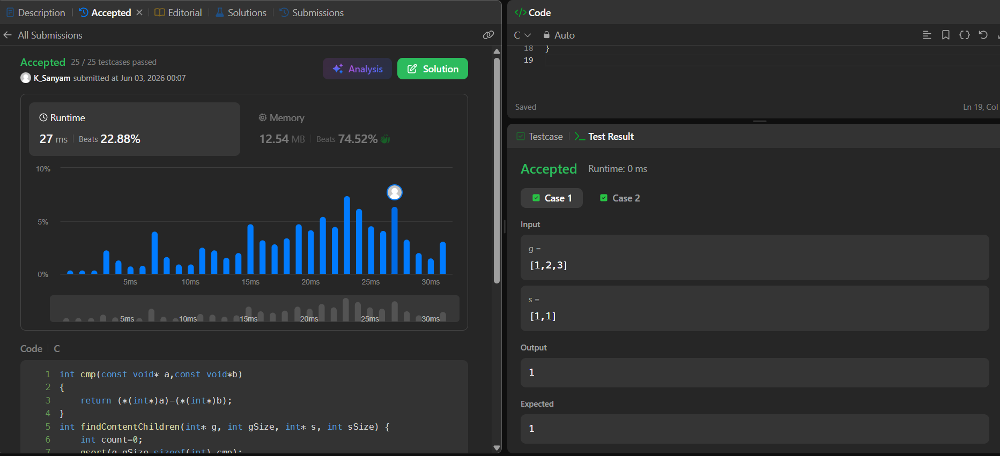 Description
Accepted
Editorial
Solutions
Submissions
All Submissions
Accepted 25 / 25 testcases passed
K_Sanyam submitted at Jun 03, 2026 00:07
Analysis
Solution
Runtime
27 ms Beats 22.88%
Memory
12.54 MB Beats 74.52%
10%
5%
0%
5ms 10ms 15ms 20ms 25ms 30ms
5ms 10ms 15ms 20ms 25ms 30ms
Code C
1 int cmp(const void* a,const void*b)
2 {
3 return (*(int*)a)-(*(int*)b);
4 }
5 int findContentChildren(int* g, int gSize, int* s, int sSize) {
6 int count=0;
7 qsort(g,gSize,sizeof(int),cmp);
</> Code
C Auto
18 }
19
Saved Ln 19, Col
Testcase
Test Result
Accepted Runtime: 0 ms
Case 1 Case 2
Input
g =
[1,2,3]
s =
[1,1]
Output
1
Expected
1